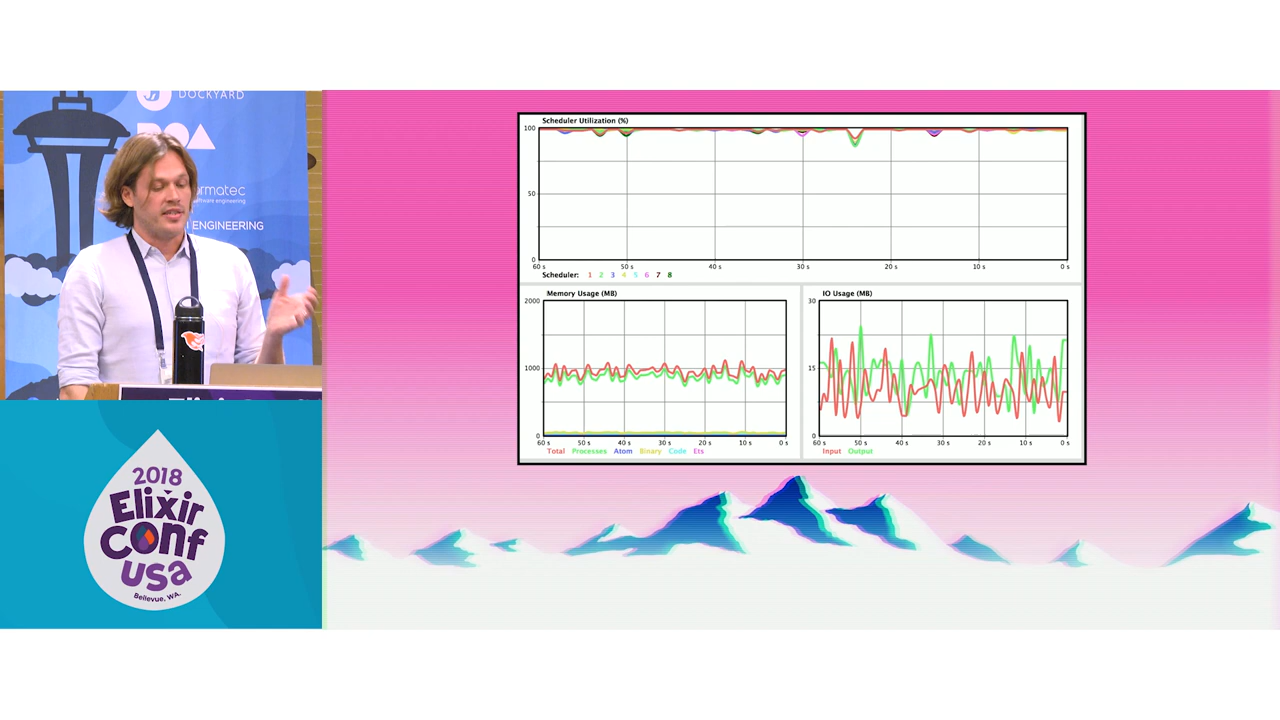 DOCKYARD
ENGINEERING
2018
Elixir
Conf
USA
Bellevue, WA.
Scheduler Utilization (%)
100
50
0
60 s 50 s 40 s 30 s 20 s 10 s 0 s
Scheduler: 1 2 3 4 5 6 7 8
Memory Usage (MB)
2000
1000
0
60 s 50 s 40 s 30 s 20 s 10 s 0 s
Total Processes Atom Binary Code Ets
IO Usage (MB)
30
15
0
60 s 50 s 40 s 30 s 20 s 10 s 0 s
Input Output